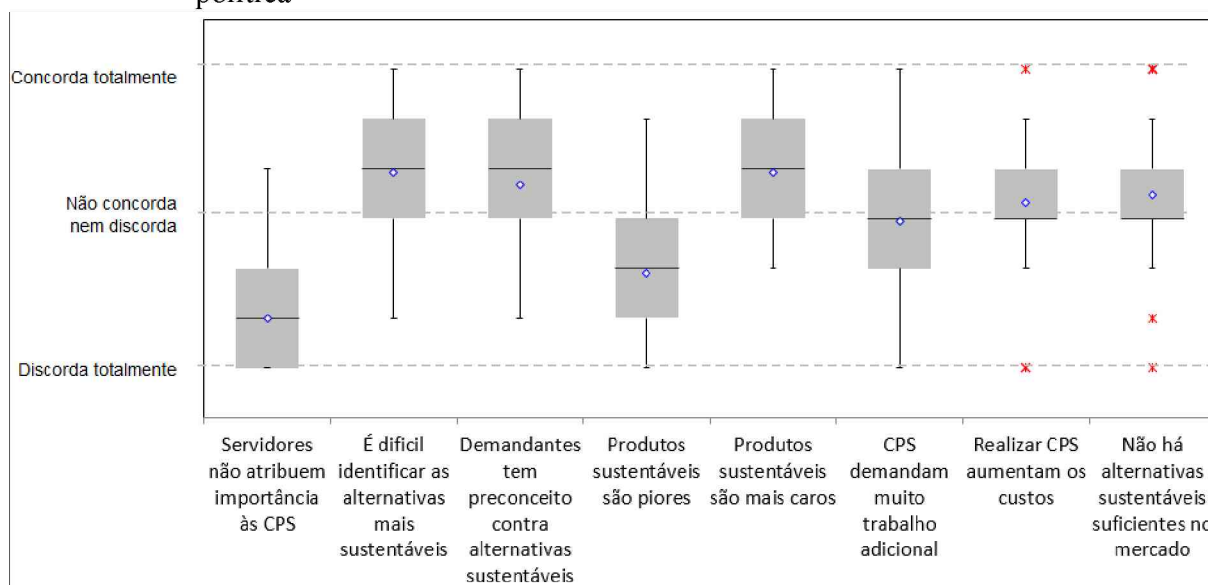 política
Concorda totalmente
Não concorda
nem discorda
Discorda totalmente
Servidores
não atribuem
importância
às CPS
É dificil
identificar as
alternativas
mais
sustentáveis
Demandantes
tem
preconceito
contra
alternativas
sustentáveis
Produtos
sustentáveis
são piores
Produtos
sustentáveis
são mais caros
CPS
demandam
muito
trabalho
adicional
Realizar CPS
aumentam os
custos
Não há
alternativas
sustentáveis
suficientes no
mercado